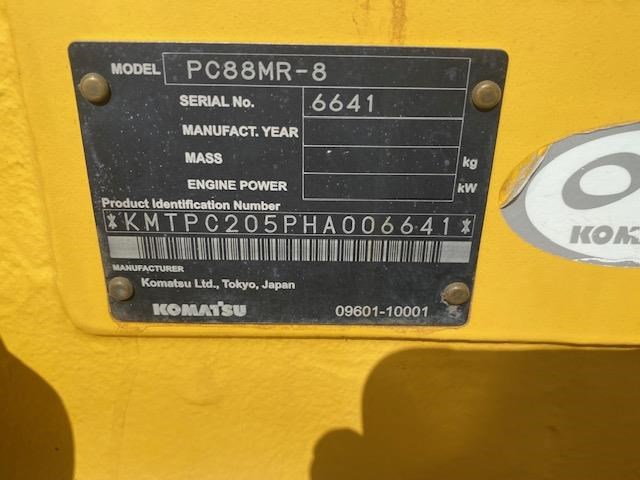 MODEL PC88MR-8
SERIAL No. 6641
MANUFACT. YEAR
MASS kg
ENGINE POWER kW
Product Identification Number
*KMTPC205PHA006641*
MANUFACTURER
Komatsu Ltd., Tokyo, Japan
KOMATSU 09601-10001